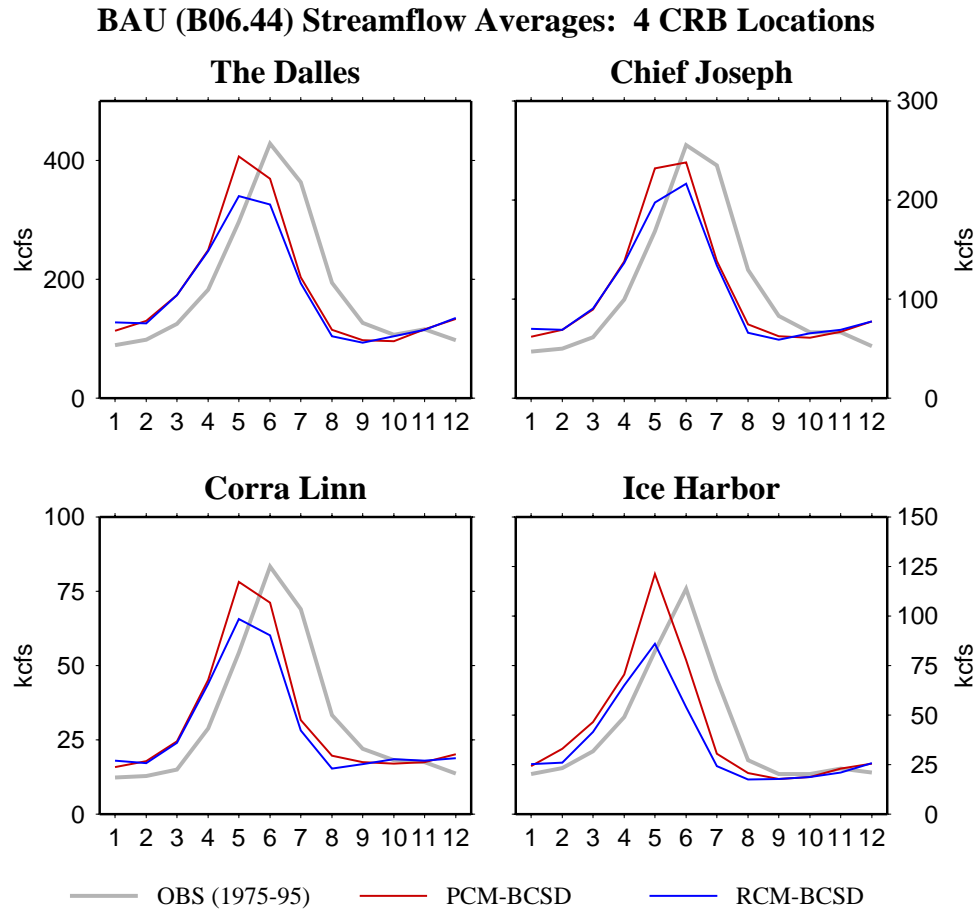 BAU (B06.44) Streamflow Averages: 4 CRB Locations
The Dalles
Chief Joseph
kcfs
400
200
0
1 2 3 4 5 6 7 8 9 10 11 12
300
200
100
0
kcfs
1 2 3 4 5 6 7 8 9 10 11 12
Corra Linn
Ice Harbor
kcfs
100
75
50
25
0
1 2 3 4 5 6 7 8 9 10 11 12
150
125
100
75
50
25
0
kcfs
1 2 3 4 5 6 7 8 9 10 11 12
OBS (1975-95) PCM-BCSD RCM-BCSD